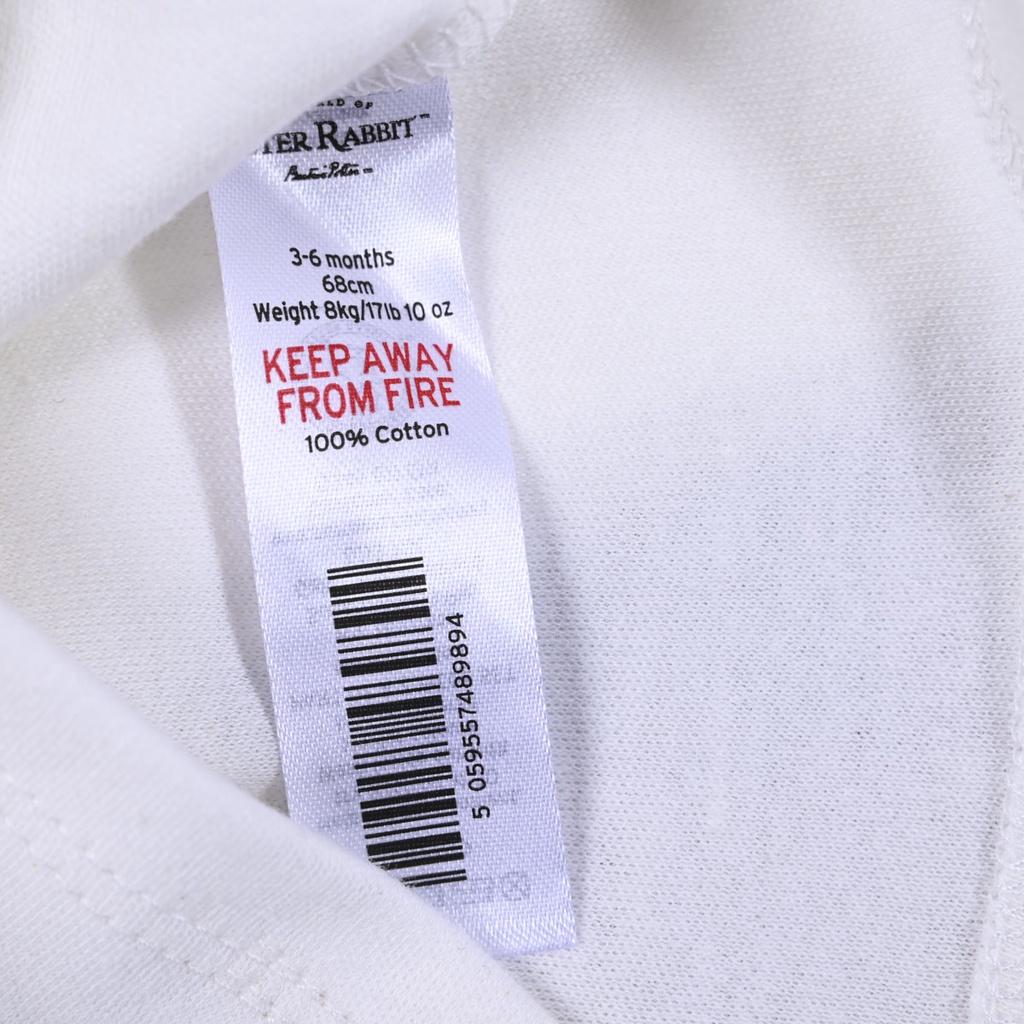 TER RABBIT™
3-6 months
68cm
Weight 8kg/17lb 10 oz
KEEP AWAY
FROM FIRE
100% Cotton
5 059557489894